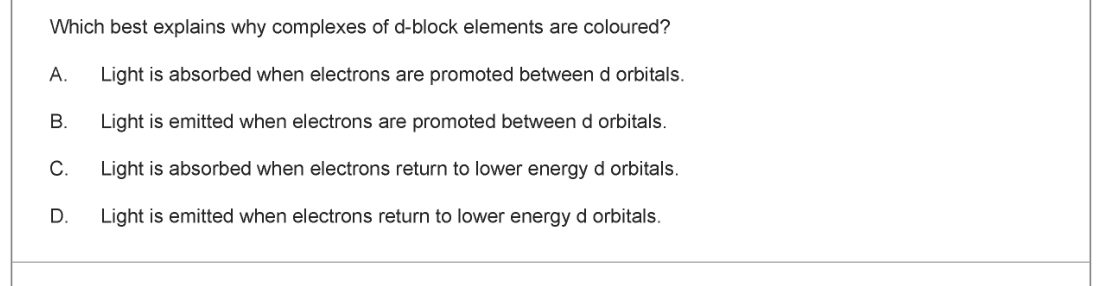 Which best explains why complexes of d-block elements are coloured?
A. Light is absorbed when electrons are promoted between d orbitals.
B. Light is emitted when electrons are promoted between d orbitals.
C. Light is absorbed when electrons return to lower energy d orbitals.
D. Light is emitted when electrons return to lower energy d orbitals.